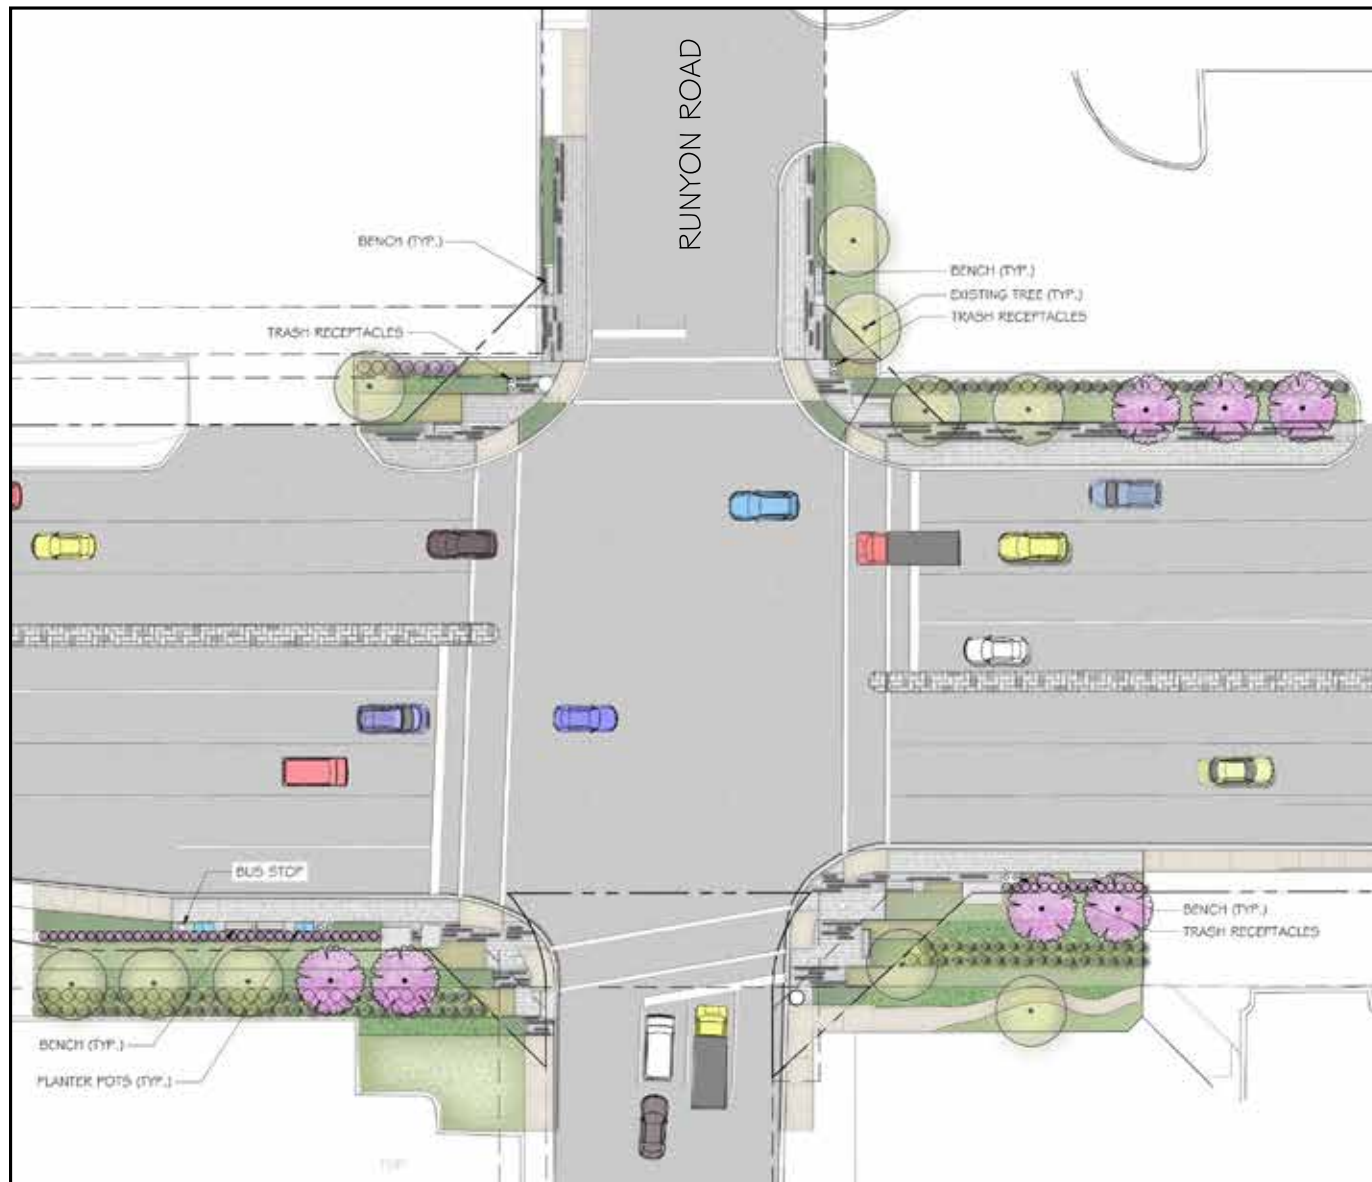 RUNYON ROAD
BENCH (TYP.)
BENCH (TYP.)
EXISTING TREE (TYP.)
TRASH RECEPTACLES
TRASH RECEPTACLES
BUS STOP
BENCH (TYP.)
TRASH RECEPTACLES
BENCH (TYP.)
PLANTER POTS (TYP.)